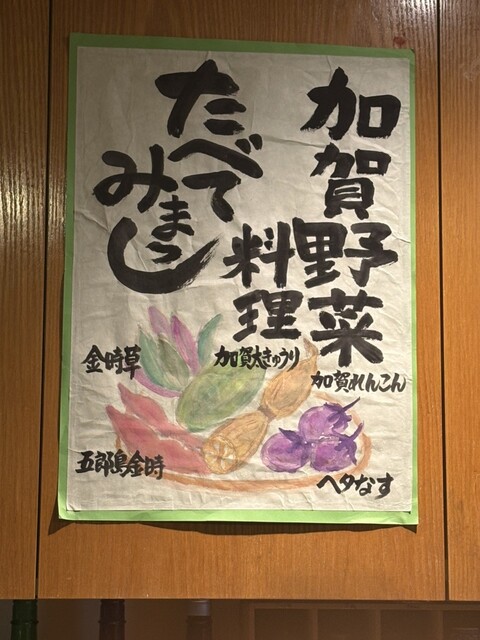 加賀野菜
料理
たべて
みまっし
金時草
加賀太きゅうり
加賀れんこん
五郎島金時
ヘタなす